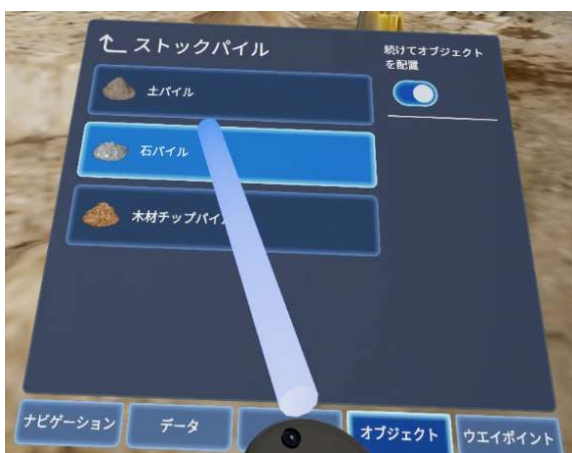 ストックパイル
続けてオブジェクト
を配置
土パイル
石パイル
木材チップパイ
ナビゲーション
データ
オブジェクト
ウエイポイント